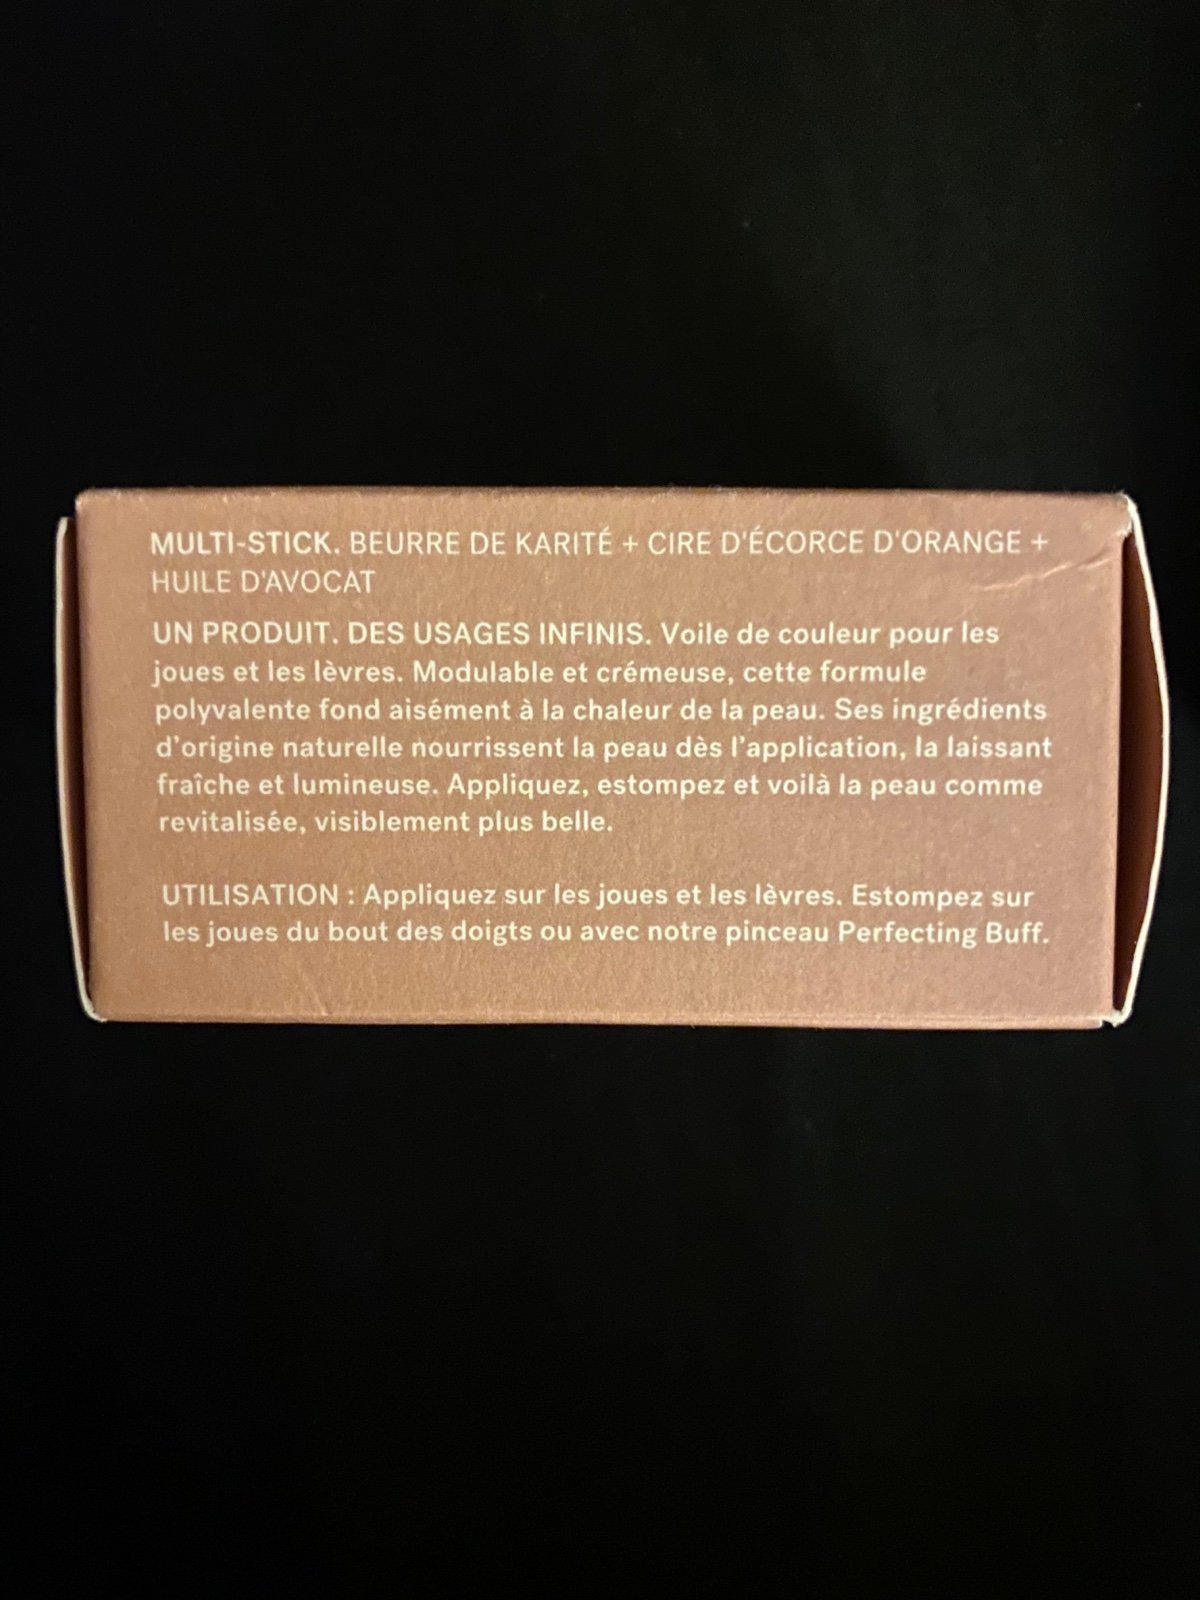 MULTI-STICK. BEURRE DE KARITÉ + CIRE D'ÉCORCE D'ORANGE +
HUILE D'AVOCAT
UN PRODUIT. DES USAGES INFINIS. Voile de couleur pour les
joues et les lèvres. Modulable et crémeuse, cette formule
polyvalente fond aisément à la chaleur de la peau. Ses ingrédients
d’origine naturelle nourrissent la peau dès l’application, la laissant
fraîche et lumineuse. Appliquez, estompez et voilà la peau comme
revitalisée, visiblement plus belle.
UTILISATION : Appliquez sur les joues et les lèvres. Estompez sur
les joues du bout des doigts ou avec notre pinceau Perfecting Buff.